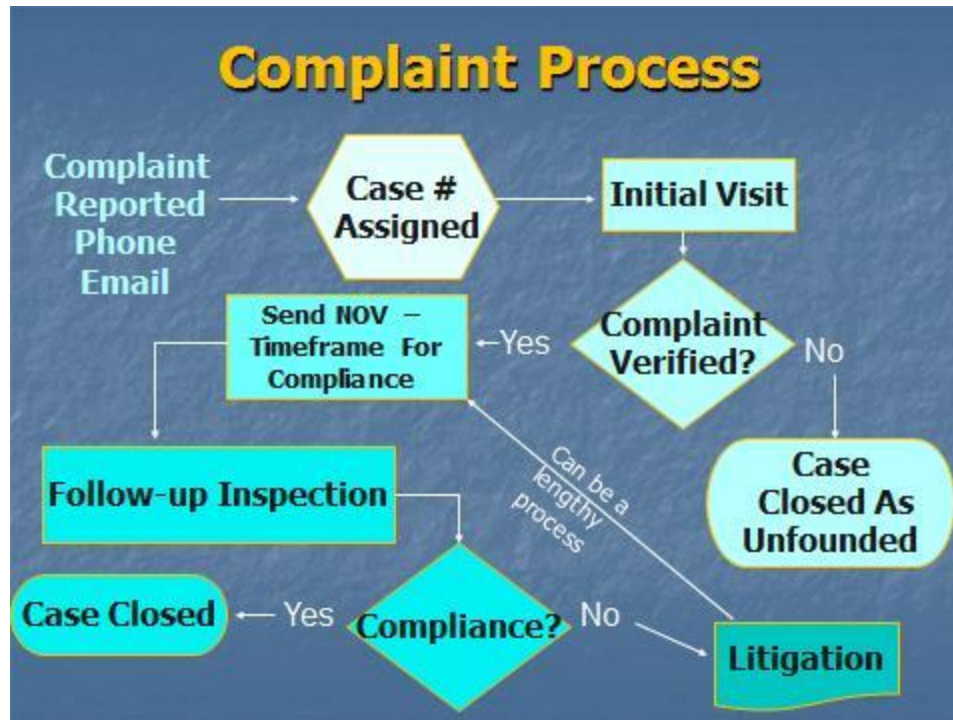 Complaint Process
Complaint
Reported
Phone
Email
Case #
Assigned
Initial Visit
Complaint
Verified?
No
Case
Closed As
Unfounded
Yes
Send NOV –
Timeframe For
Compliance
Follow-up Inspection
Compliance?
Yes
Case Closed
No
Litigation
Can be a
lengthy
process